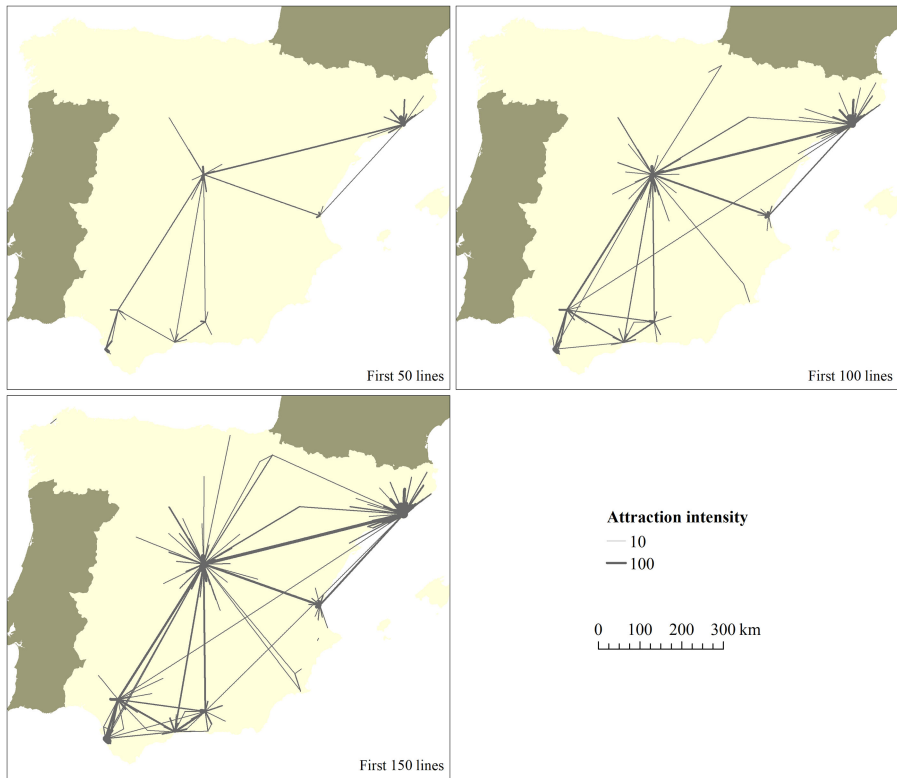 First 50 lines
First 100 lines
First 150 lines
Attraction intensity
10
100
0 100 200 300 km